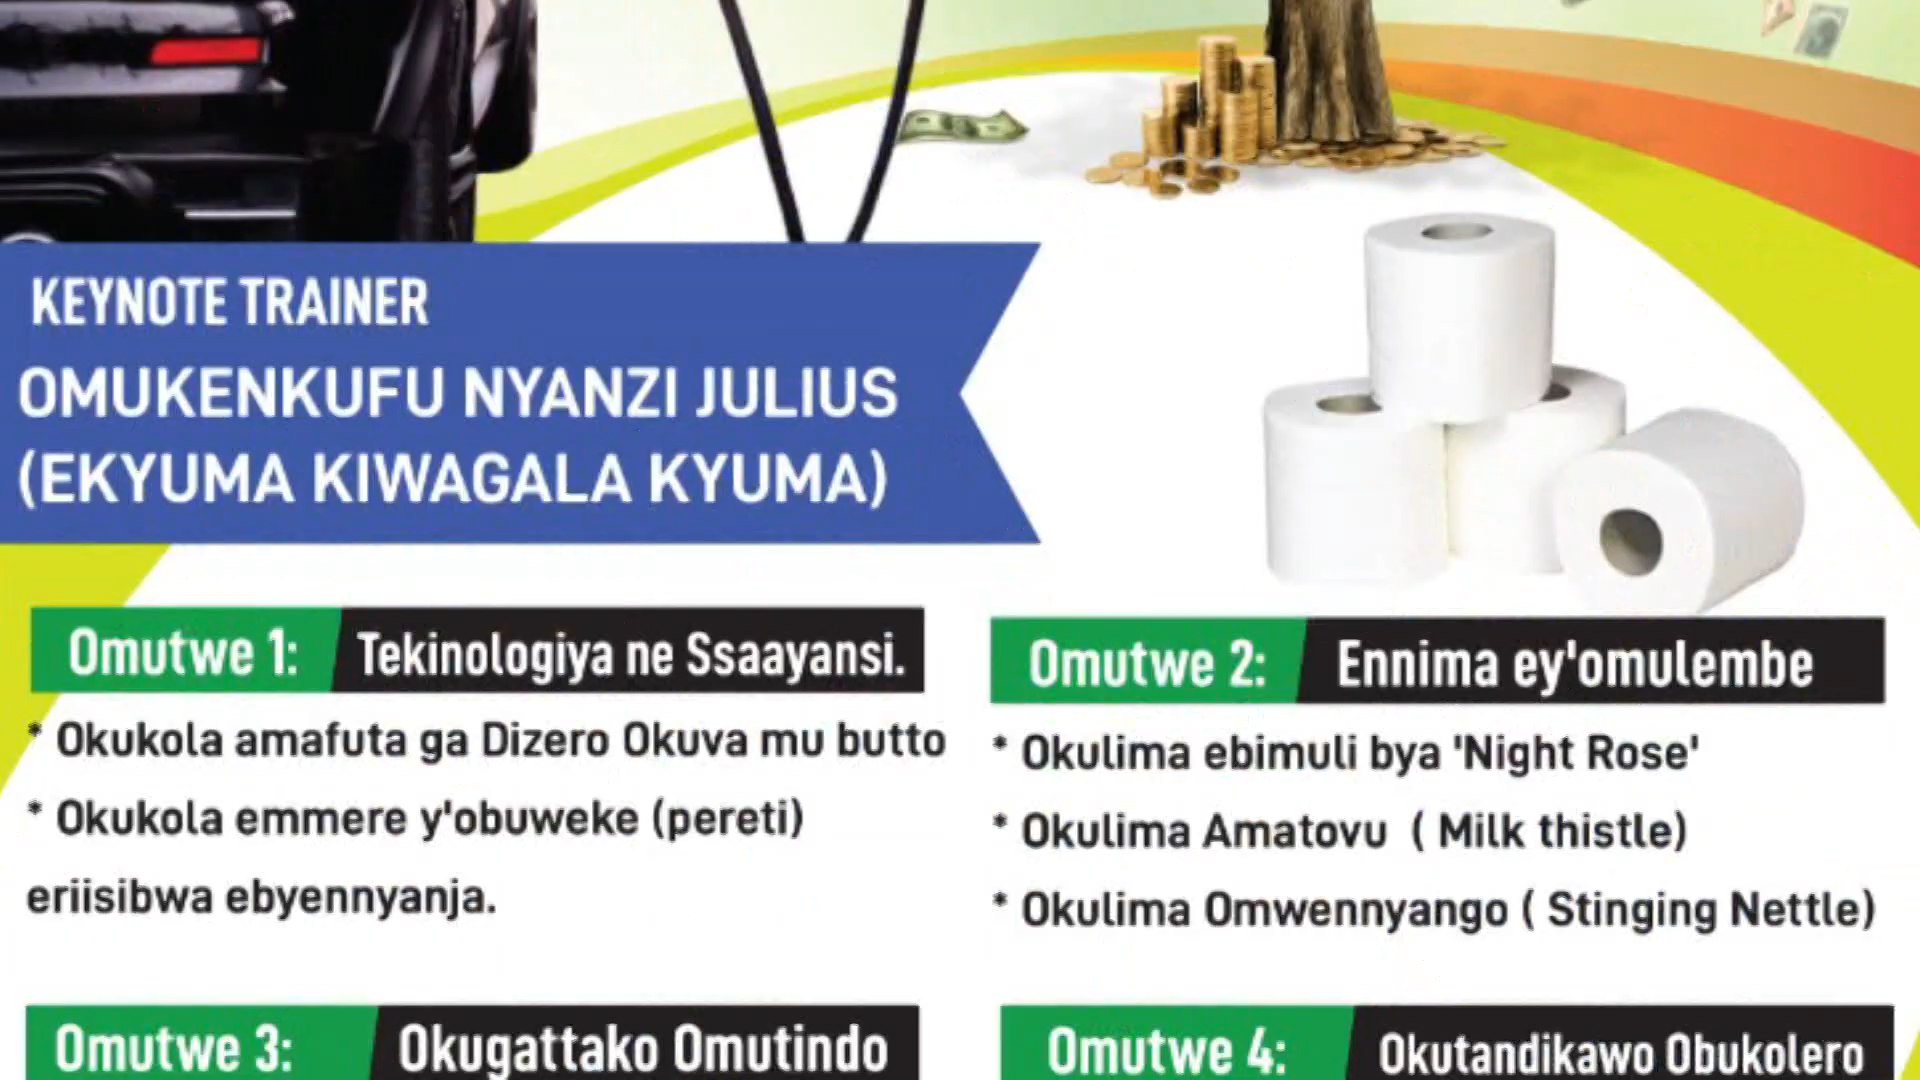 KEYNOTE TRAINER
OMUKENKUFU NYANZI JULIUS
(EKYUMA KIWAGALA KYUMA)
Omutwe 1: Tekinologiya ne Ssaayansi.
* Okukola amafuta ga Dizero Okuva mu butto
* Okukola emmere y'obuweke (pereti)
eriisibwa ebyennyanja.
Omutwe 2: Ennima ey'omulembe
* Okulima ebimuli bya 'Night Rose'
* Okulima Amatovu ( Milk thistle)
* Okulima Omwennyango ( Stinging Nettle)
Omutwe 3: Okugattako Omutindo
Omutwe 4: Okutandikawo Obukolero